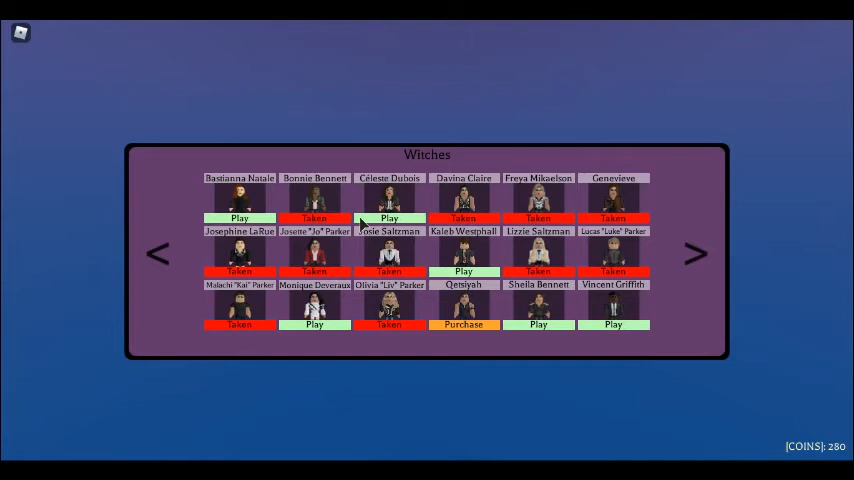 Witches
Bastianna Natale Bonnie Bennett Céleste Dubois Davina Claire Freya Mikaelson Genevieve
Play Taken Play Taken Taken Taken
Josephine LaRue Josette "Jo" Parker Josie Saltzman Kaleb Westphall Lizzie Saltzman Lucas "Luke" Parker
Taken Taken Taken Play Taken Taken
Malachi "Kai" Parker Monique Deveraux Olivia "Liv" Parker Qetsiyah Sheila Bennett Vincent Griffith
Taken Play Taken Purchase Play Play
< >
[COINS]: 280